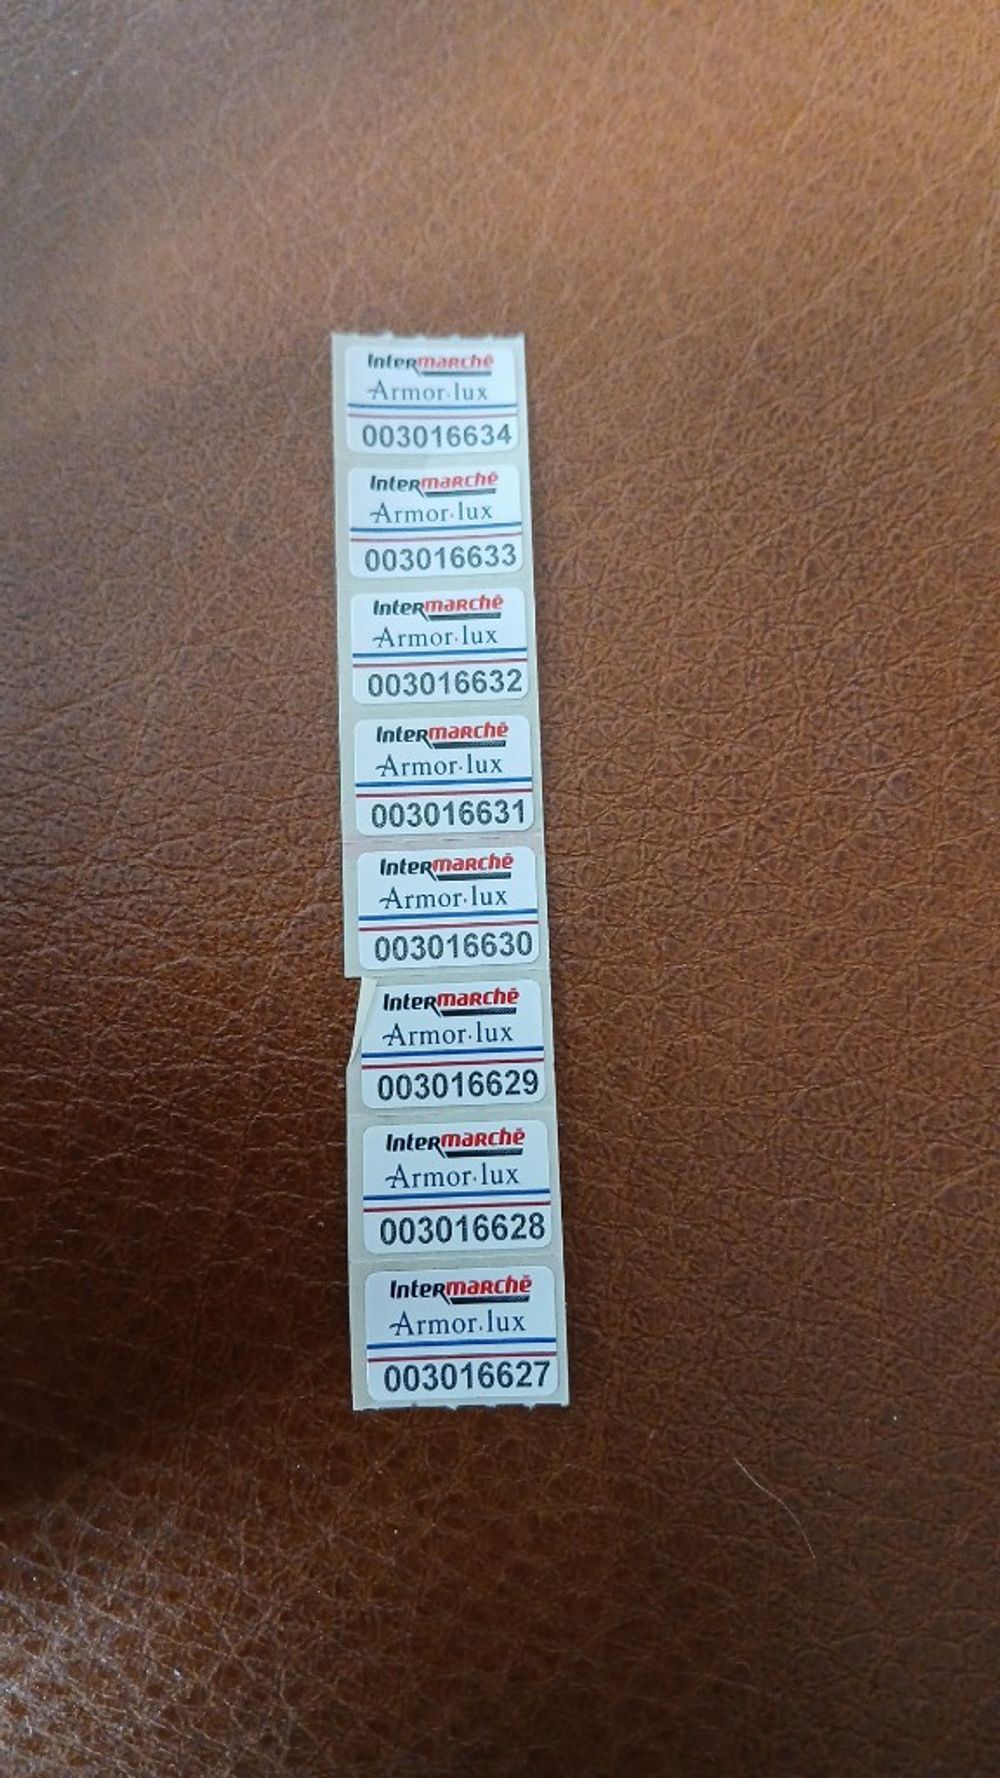 Intermarché
Armor·lux
003016634
Intermarché
Armor·lux
003016633
Intermarché
Armor·lux
003016632
Intermarché
Armor·lux
003016631
Intermarché
Armor·lux
003016630
Intermarché
Armor·lux
003016629
Intermarché
Armor·lux
003016628
Intermarché
Armor·lux
003016627